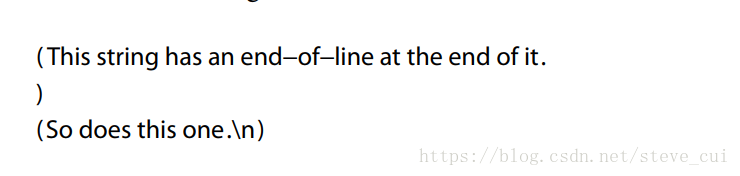 (This string has an end–of–line at the end of it.
)
(So does this one.\n)
https://blog.csdn.net/steve_cui